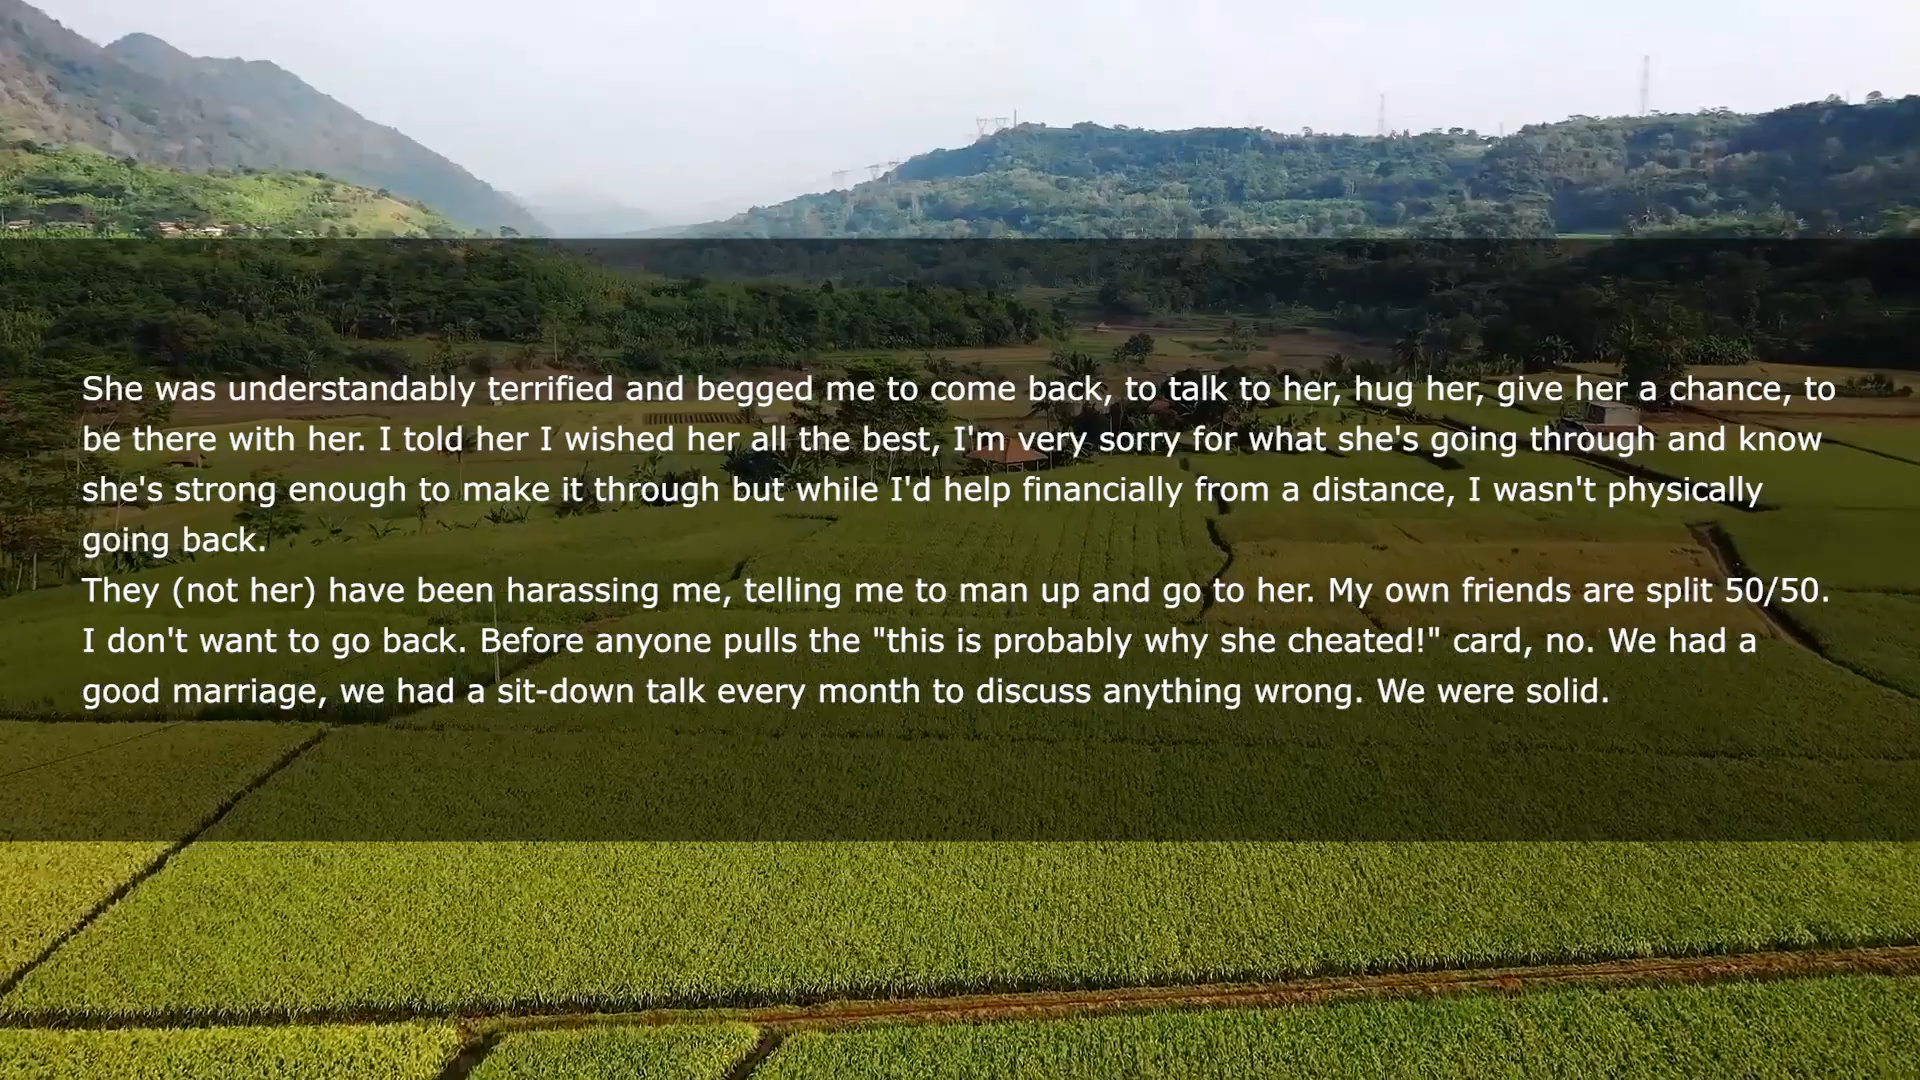 She was understandably terrified and begged me to come back, to talk to her, hug her, give her a chance, to
be there with her. I told her I wished her all the best, I'm very sorry for what she's going through and know
she's strong enough to make it through but while I'd help financially from a distance, I wasn't physically
going back.
They (not her) have been harassing me, telling me to man up and go to her. My own friends are split 50/50.
I don't want to go back. Before anyone pulls the "this is probably why she cheated!" card, no. We had a
good marriage, we had a sit-down talk every month to discuss anything wrong. We were solid.